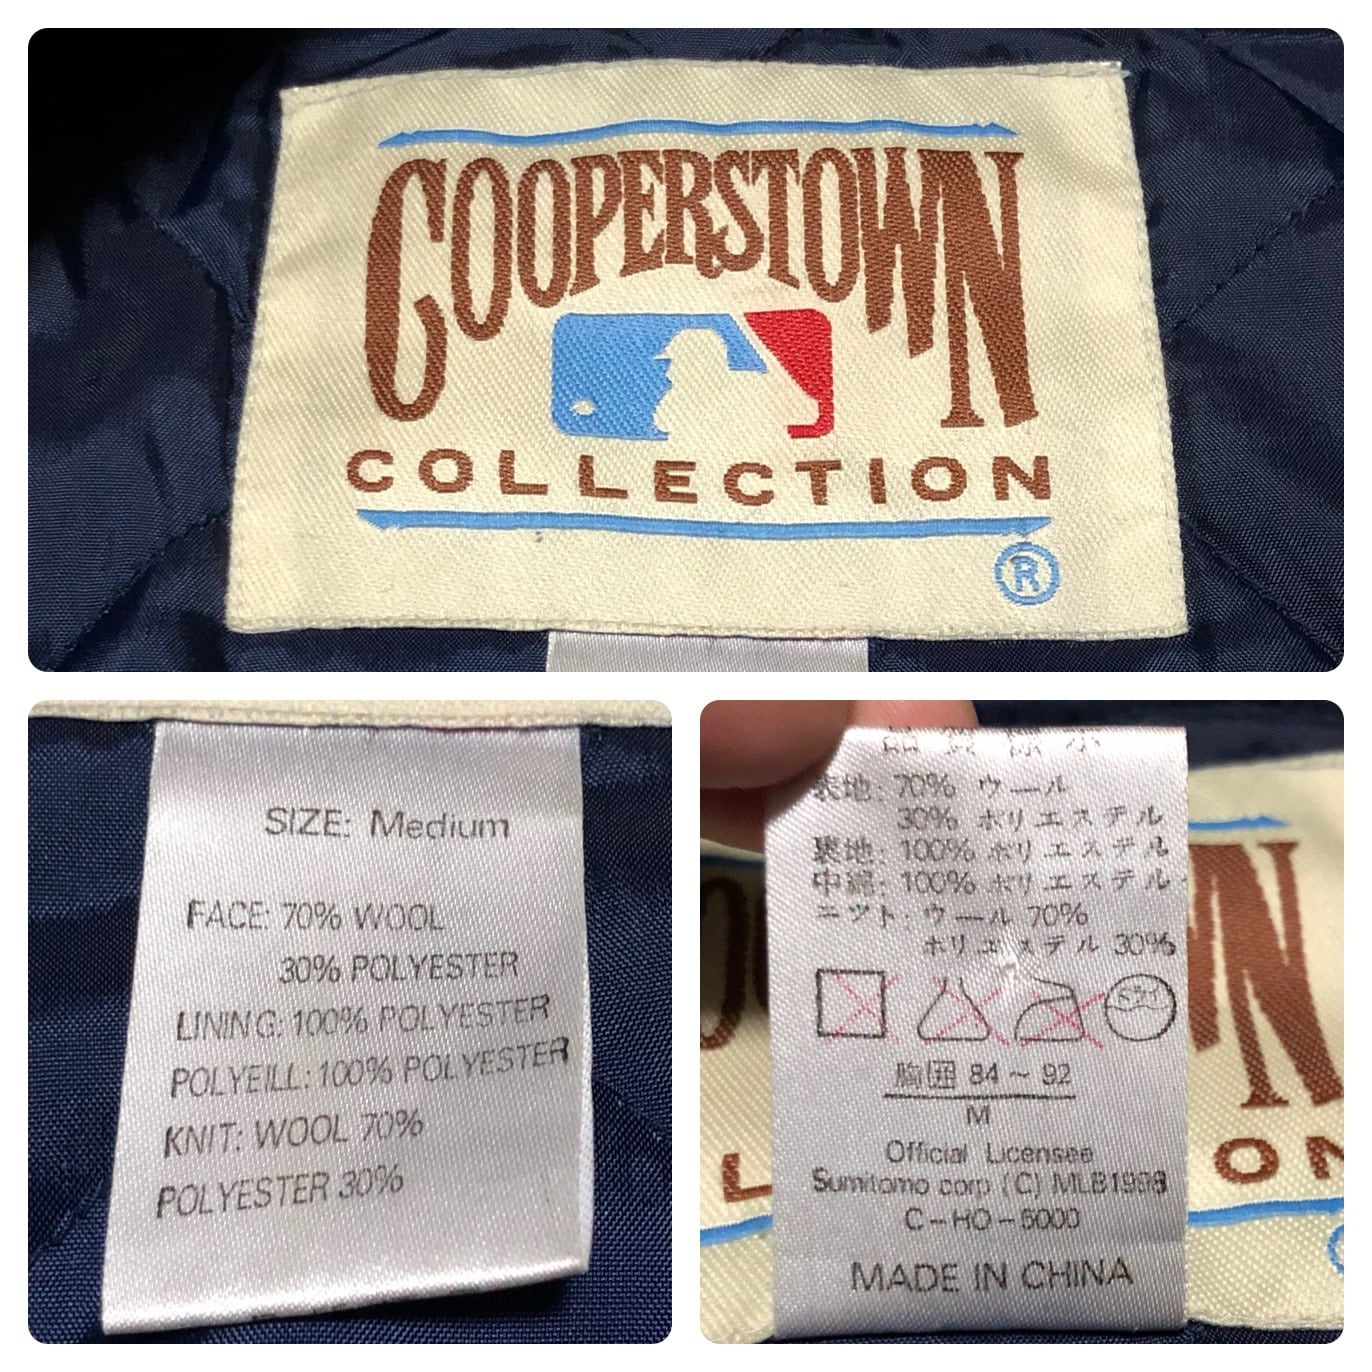 COOPERSTOWN
COLLECTION
®
SIZE: Medium
FACE: 70% WOOL
30% POLYESTER
LINING: 100% POLYESTER
POLYEILL: 100% POLYESTER
KNIT: WOOL 70%
POLYESTER 30%
表地: 70% ウール
30% ポリエステル
裏地: 100% ポリエステル
中綿: 100% ポリエステル
ニット: ウール 70%
ポリエステル 30%
胸囲 84~92
M
Official Licensee
Sumitomo corp (C) MLB1998
C-HO-5000
MADE IN CHINA